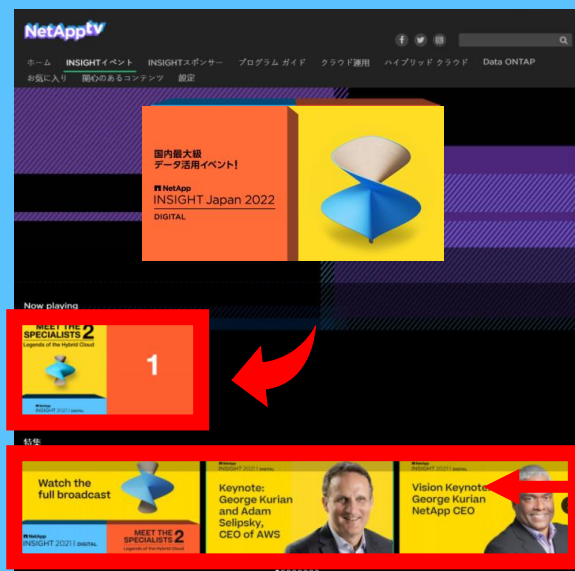 NetApptv
ホーム INSIGHTイベント INSIGHTスポンサー プログラム ガイド クラウド運用 ハイブリッド クラウド Data ONTAP
お気に入り 関心のあるコンテンツ 設定
国内最大級
データ活用イベント!
NetApp
INSIGHT Japan 2022
DIGITAL
Now playing
MEET THE
SPECIALISTS 2
Legends of the Hybrid Cloud
INSIGHT 2021 | DIGITAL
1
特集
Watch the
full broadcast
NetApp
INSIGHT 2021 | DIGITAL
MEET THE
SPECIALISTS 2
Legends of the Hybrid Cloud
NetApp
INSIGHT 2021 | DIGITAL
Keynote:
George Kurian
and Adam
Selipsky,
CEO of AWS
NetApp
INSIGHT 2021 | DIGITAL
Vision Keynote
George Kurian
NetApp CEO